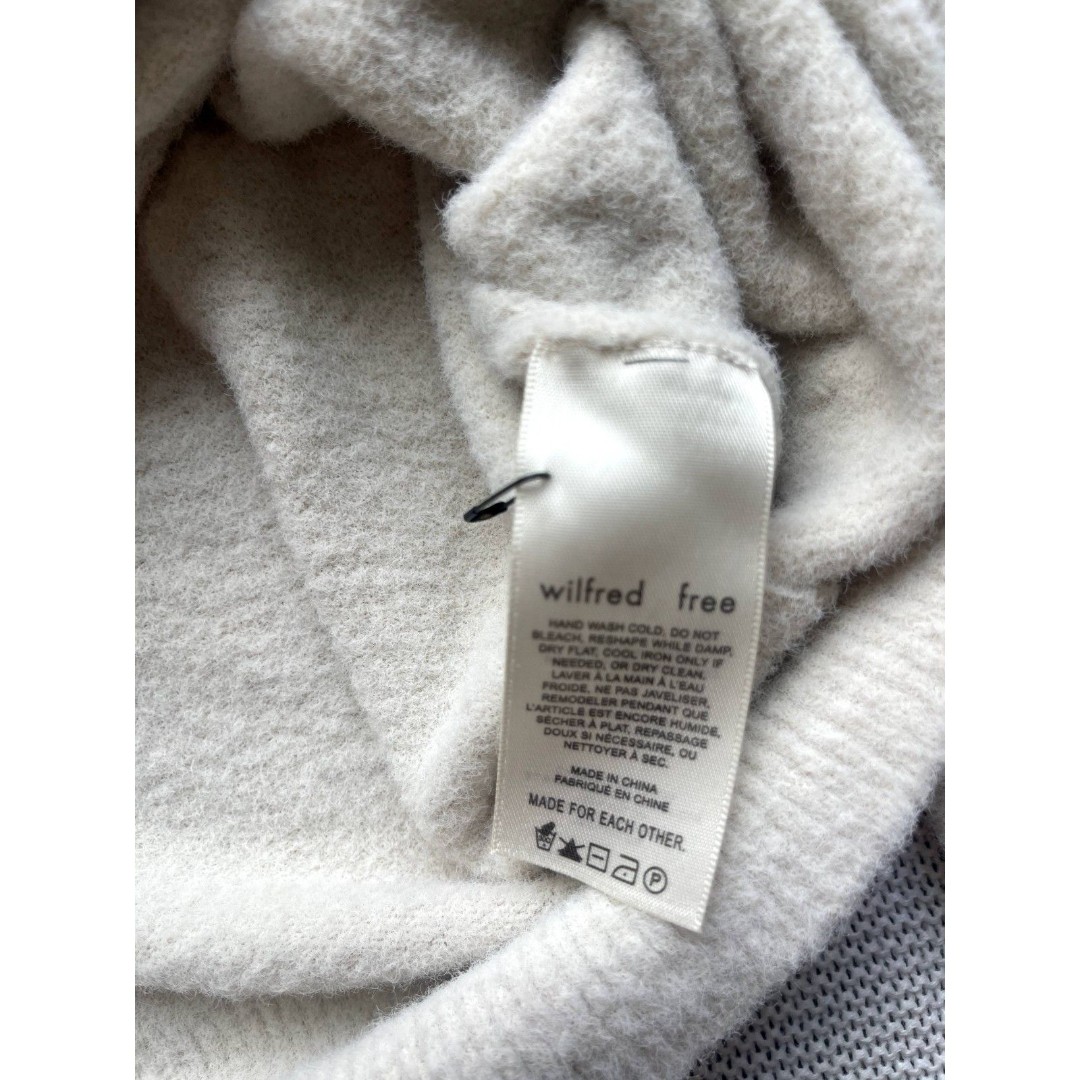 wilfred free
HAND WASH COLD, DO NOT
BLEACH, RESHAPE WHILE DAMP,
DRY FLAT, COOL IRON ONLY IF
NEEDED, OR DRY CLEAN.
LAVER À LA MAIN À L'EAU
FROIDE, NE PAS JAVELISER,
REMODELER PENDANT QUE
L'ARTICLE EST ENCORE HUMIDE,
SÉCHER À PLAT, REPASSAGE
DOUX SI NÉCESSAIRE, OU
NETTOYER À SEC.
MADE IN CHINA
FABRIQUÉ EN CHINE
MADE FOR EACH OTHER.
P